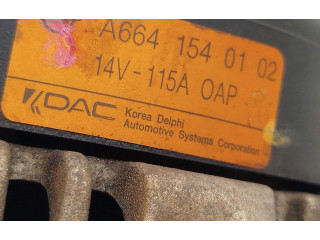 A664 154 01 02
14V-115A OAP
KDAC Korea Delphi
Automotive Systems Corporation